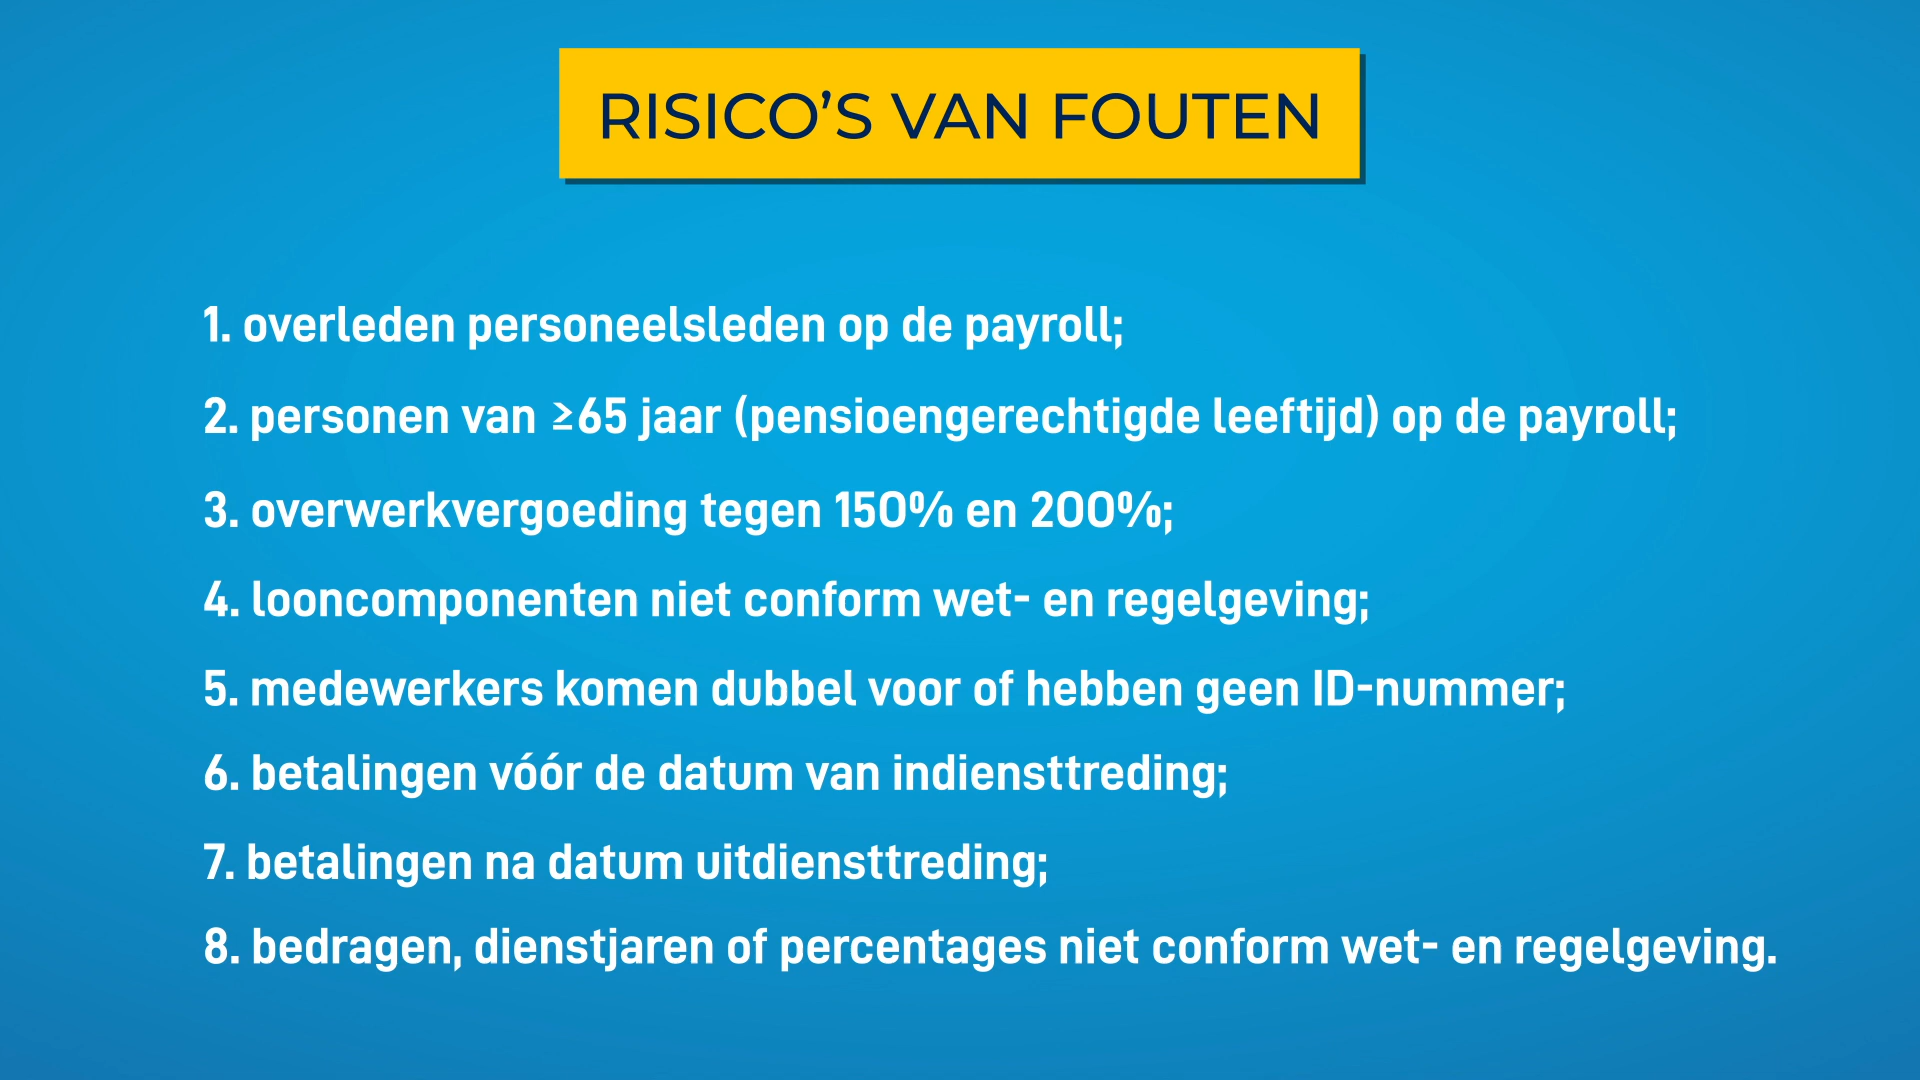 RISICO’S VAN FOUTEN
1. overleden personeelsleden op de payroll;
2. personen van ≥65 jaar (pensioengerechtigde leeftijd) op de payroll;
3. overwerkvergoeding tegen 150% en 200%;
4. looncomponenten niet conform wet- en regelgeving;
5. medewerkers komen dubbel voor of hebben geen ID-nummer;
6. betalingen vóór de datum van indiensttreding;
7. betalingen na datum uitdiensttreding;
8. bedragen, dienstjaren of percentages niet conform wet- en regelgeving.